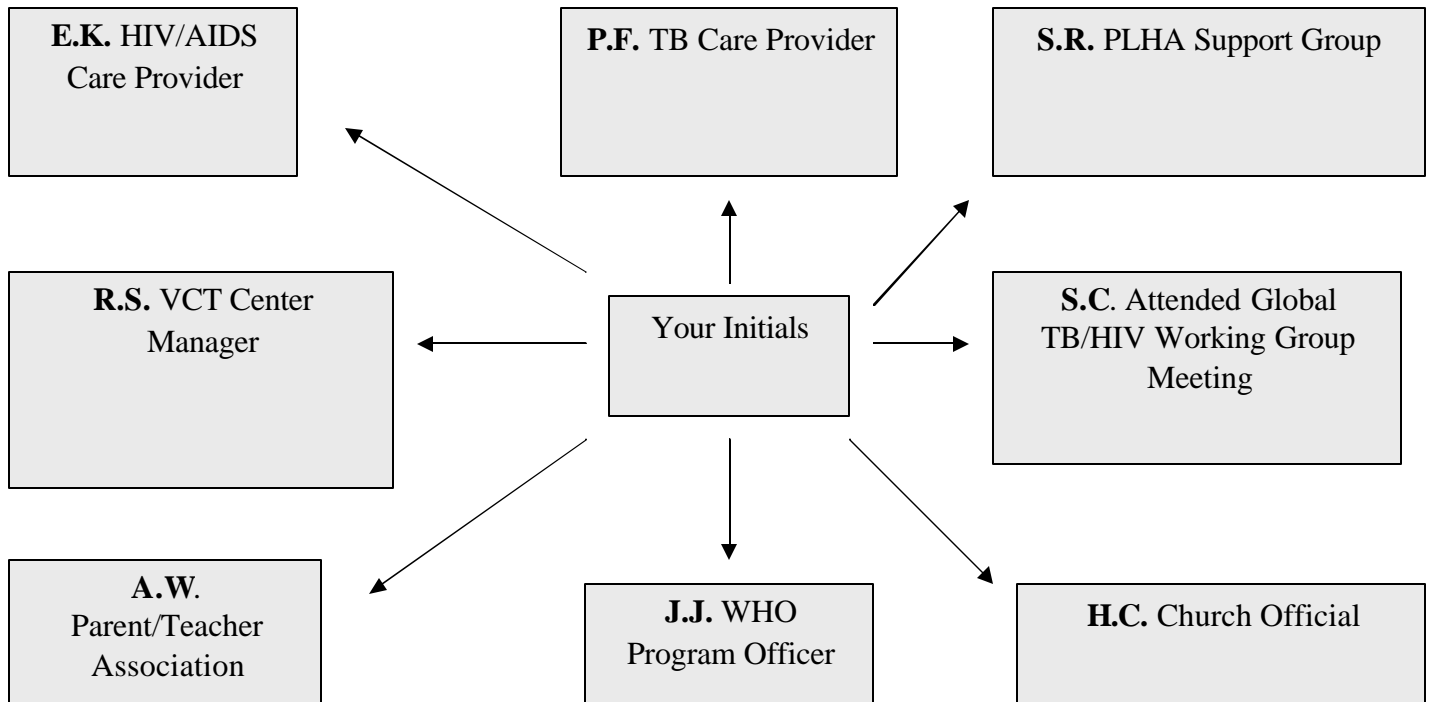 E.K. HIV/AIDS
Care Provider
P.F. TB Care Provider
S.R. PLHA Support Group
R.S. VCT Center
Manager
Your Initials
S.C. Attended Global
TB/HIV Working Group
Meeting
A.W.
Parent/Teacher
Association
J.J. WHO
Program Officer
H.C. Church Official